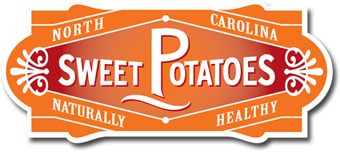 NORTH CAROLINA
SWEET POTATOES
NATURALLY HEALTHY